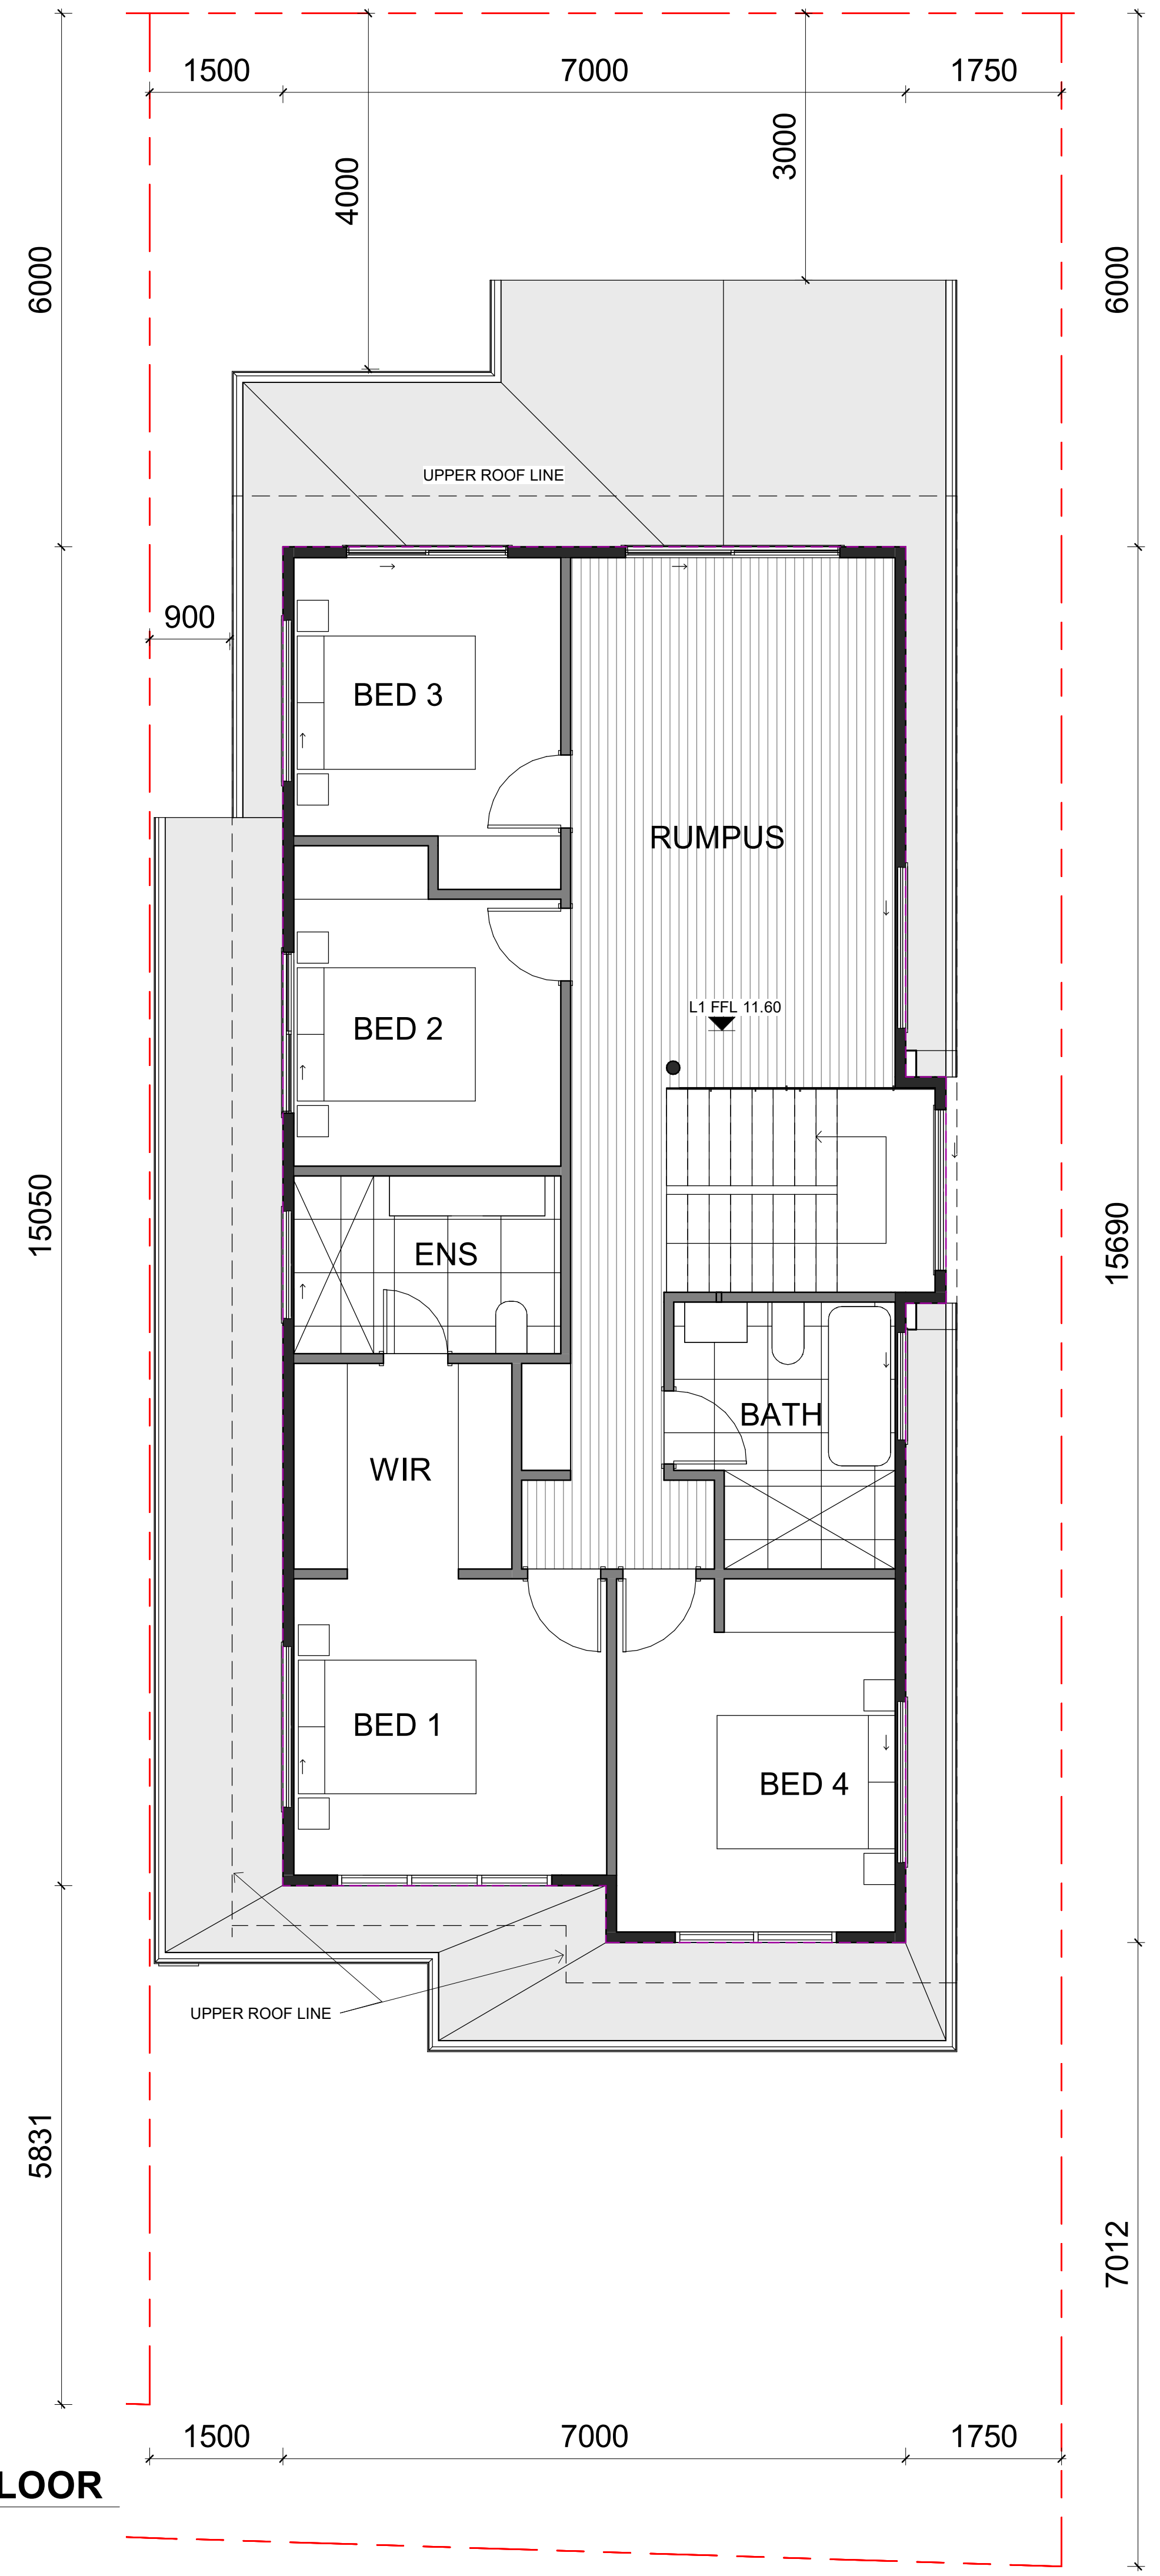 1500 7000 1750
4000
3000
6000
6000
UPPER ROOF LINE
900
BED 3
RUMPUS
L1 FFL 11.60
BED 2
15050
15690
ENS
BATH
WIR
BED 1
BED 4
UPPER ROOF LINE
5831
7012
1500 7000 1750
LOOR